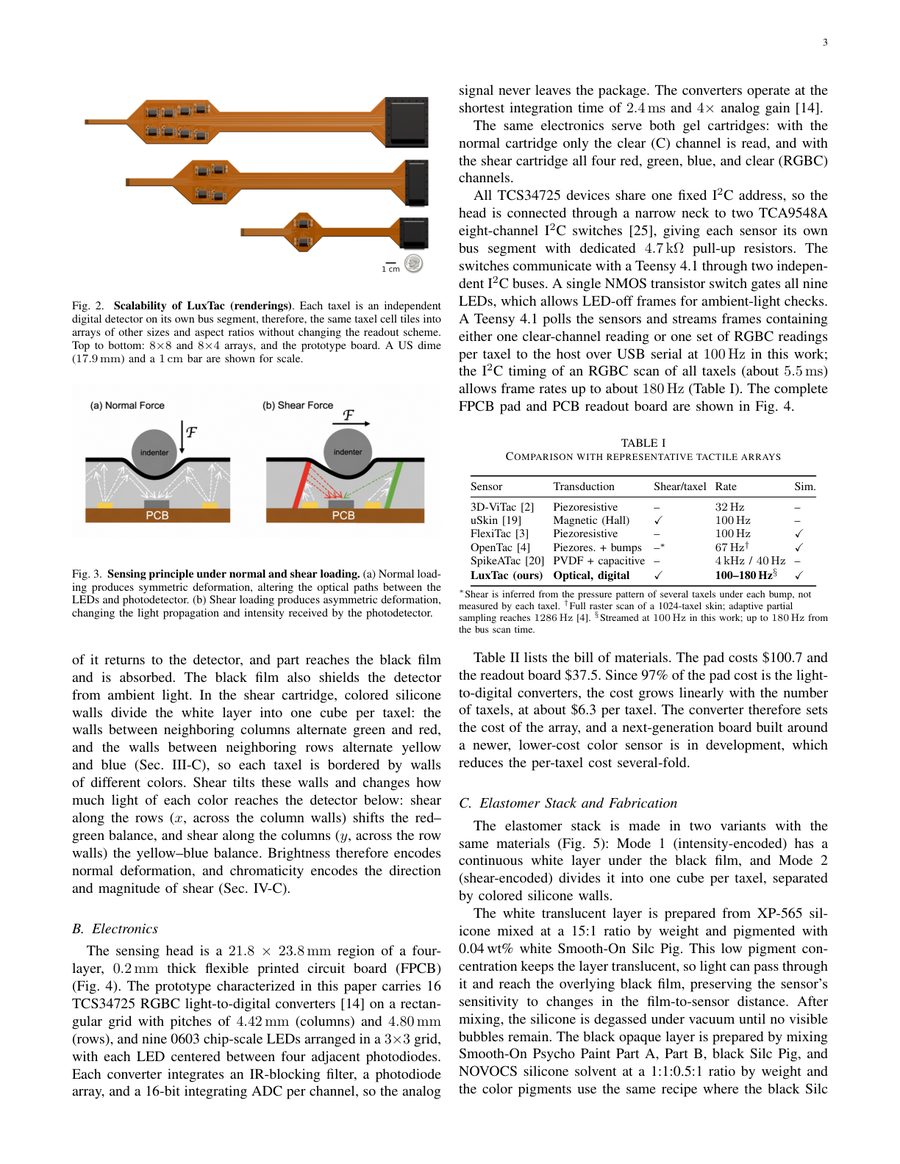 3
1 cm
Fig. 2. Scalability of LuxTac (renderings). Each taxel is an independent
digital detector on its own bus segment, therefore, the same taxel cell tiles into
arrays of other sizes and aspect ratios without changing the readout scheme.
Top to bottom: 8×8 and 8×4 arrays, and the prototype board. A US dime
(17.9 mm) and a 1 cm bar are shown for scale.
(a) Normal Force
(b) Shear Force
F
F
indenter
indenter
PCB
PCB
Fig. 3. Sensing principle under normal and shear loading. (a) Normal load-
ing produces symmetric deformation, altering the optical paths between the
LEDs and photodetector. (b) Shear loading produces asymmetric deformation,
changing the light propagation and intensity received by the photodetector.
of it returns to the detector, and part reaches the black film
and is absorbed. The black film also shields the detector
from ambient light. In the shear cartridge, colored silicone
walls divide the white layer into one cube per taxel: the
walls between neighboring columns alternate green and red,
and the walls between neighboring rows alternate yellow
and blue (Sec. III-C), so each taxel is bordered by walls
of different colors. Shear tilts these walls and changes how
much light of each color reaches the detector below: shear
along the rows (x, across the column walls) shifts the red–
green balance, and shear along the columns (y, across the row
walls) the yellow–blue balance. Brightness therefore encodes
normal deformation, and chromaticity encodes the direction
and magnitude of shear (Sec. IV-C).
B. Electronics
The sensing head is a 21.8 × 23.8 mm region of a four-
layer, 0.2 mm thick flexible printed circuit board (FPCB)
(Fig. 4). The prototype characterized in this paper carries 16
TCS34725 RGBC light-to-digital converters [14] on a rectan-
gular grid with pitches of 4.42 mm (columns) and 4.80 mm
(rows), and nine 0603 chip-scale LEDs arranged in a 3×3 grid,
with each LED centered between four adjacent photodiodes.
Each converter integrates an IR-blocking filter, a photodiode
array, and a 16-bit integrating ADC per channel, so the analog
signal never leaves the package. The converters operate at the
shortest integration time of 2.4 ms and 4× analog gain [14].
The same electronics serve both gel cartridges: with the
normal cartridge only the clear (C) channel is read, and with
the shear cartridge all four red, green, blue, and clear (RGBC)
channels.
All TCS34725 devices share one fixed I²C address, so the
head is connected through a narrow neck to two TCA9548A
eight-channel I²C switches [25], giving each sensor its own
bus segment with dedicated 4.7 kΩ pull-up resistors. The
switches communicate with a Teensy 4.1 through two indepen-
dent I²C buses. A single NMOS transistor switch gates all nine
LEDs, which allows LED-off frames for ambient-light checks.
A Teensy 4.1 polls the sensors and streams frames containing
either one clear-channel reading or one set of RGBC readings
per taxel to the host over USB serial at 100 Hz in this work;
the I²C timing of an RGBC scan of all taxels (about 5.5 ms)
allows frame rates up to about 180 Hz (Table I). The complete
FPCB pad and PCB readout board are shown in Fig. 4.
TABLE I
COMPARISON WITH REPRESENTATIVE TACTILE ARRAYS
Sensor Transduction Shear/taxel Rate Sim.
3D-ViTac [2] Piezoresistive – 32 Hz –
uSkin [19] Magnetic (Hall) ✓ 100 Hz –
FlexiTac [3] Piezoresistive – 100 Hz ✓
OpenTac [4] Piezores. + bumps –* 67 Hz† ✓
SpikeATac [20] PVDF + capacitive – 4 kHz / 40 Hz –
LuxTac (ours) Optical, digital ✓ 100–180 Hz§ ✓
*Shear is inferred from the pressure pattern of several taxels under each bump, not
measured by each taxel. †Full raster scan of a 1024-taxel skin; adaptive partial
sampling reaches 1286 Hz [4]. §Streamed at 100 Hz in this work; up to 180 Hz from
the bus scan time.
Table II lists the bill of materials. The pad costs $100.7 and
the readout board $37.5. Since 97% of the pad cost is the light-
to-digital converters, the cost grows linearly with the number
of taxels, at about $6.3 per taxel. The converter therefore sets
the cost of the array, and a next-generation board built around
a newer, lower-cost color sensor is in development, which
reduces the per-taxel cost several-fold.
C. Elastomer Stack and Fabrication
The elastomer stack is made in two variants with the
same materials (Fig. 5): Mode 1 (intensity-encoded) has a
continuous white layer under the black film, and Mode 2
(shear-encoded) divides it into one cube per taxel, separated
by colored silicone walls.
The white translucent layer is prepared from XP-565 sil-
icone mixed at a 15:1 ratio by weight and pigmented with
0.04 wt% white Smooth-On Silc Pig. This low pigment con-
centration keeps the layer translucent, so light can pass through
it and reach the overlying black film, preserving the sensor's
sensitivity to changes in the film-to-sensor distance. After
mixing, the silicone is degassed under vacuum until no visible
bubbles remain. The black opaque layer is prepared by mixing
Smooth-On Psycho Paint Part A, Part B, black Silc Pig, and
NOVOCS silicone solvent at a 1:1:0.5:1 ratio by weight and
the color pigments use the same recipe where the black Silc